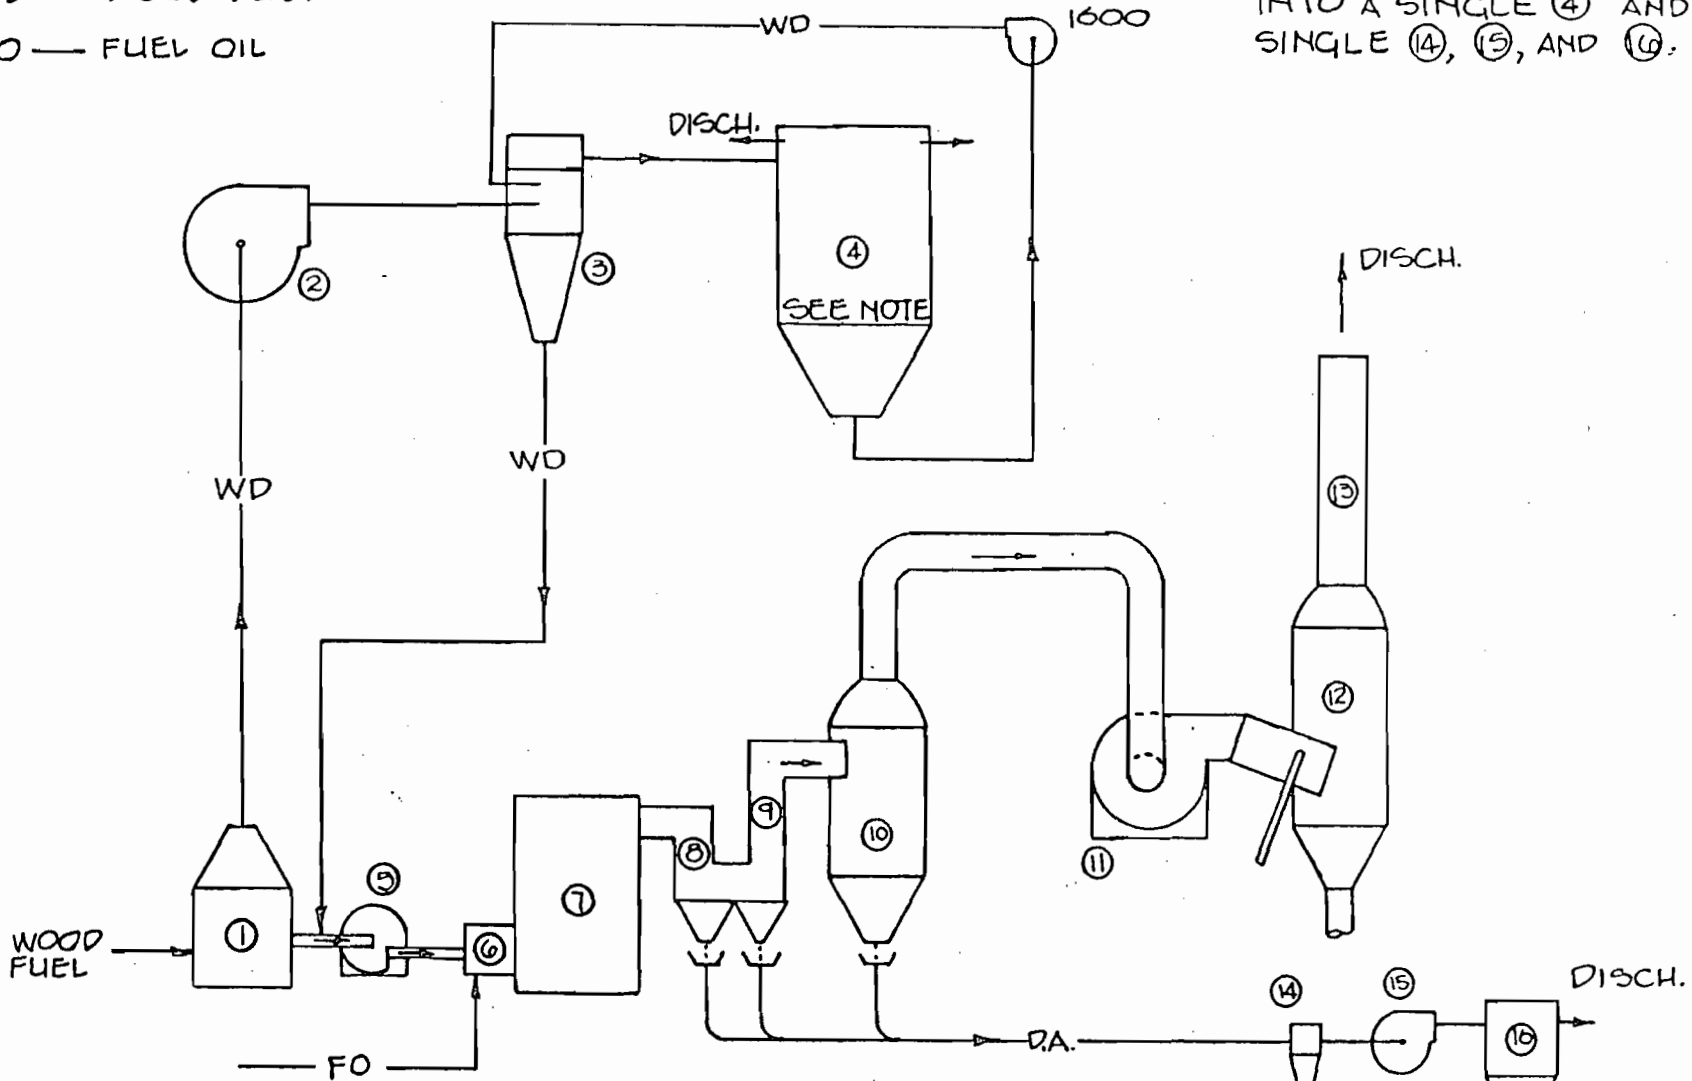 O — FUEL OIL
WD
1600
INTO A SINGLE ④ AND
SINGLE ⑭, ⑮, AND ⑯.
DISCH.
②
③
④
SEE NOTE
DISCH.
WD
WD
⑬
⑫
⑤
⑨
⑧
⑩
⑦
⑪
①
⑥
WOOD
FUEL
FO
D.A.
⑭
⑮
DISCH.
⑯